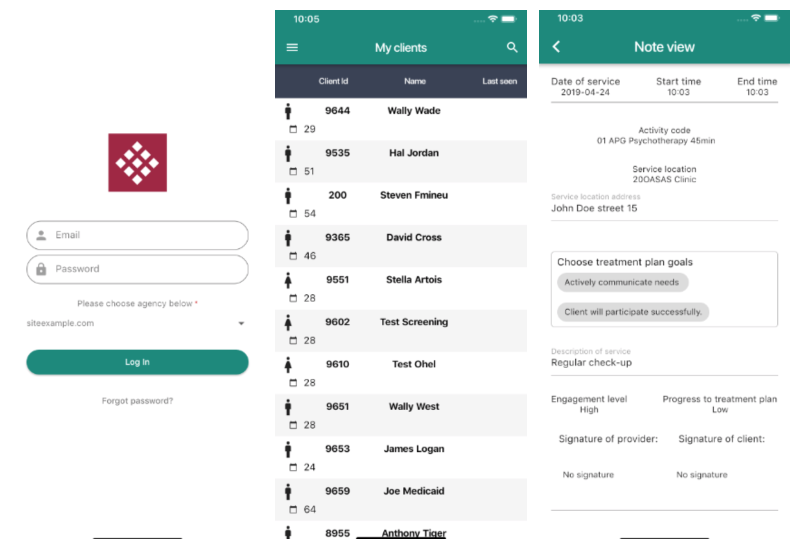 Email
Password
Please choose agency below *
siteexample.com
Log In
Forgot password?
10:05
My clients
Client Id Name Last seen
9644 Wally Wade
29
9535 Hal Jordan
51
200 Steven Fmineu
54
9365 David Cross
46
9551 Stella Artois
28
9602 Test Screening
28
9610 Test Ohel
28
9651 Wally West
28
9653 James Logan
24
9659 Joe Medicaid
64
8955 Anthony Tiger
10:03
Note view
Date of service Start time End time
2019-04-24 10:03 10:03
Activity code
01 APG Psychotherapy 45min
Service location
20OASAS Clinic
Service location address
John Doe street 15
Choose treatment plan goals
Actively communicate needs
Client will participate successfully.
Description of service
Regular check-up
Engagement level Progress to treatment plan
High Low
Signature of provider: Signature of client:
No signature No signature